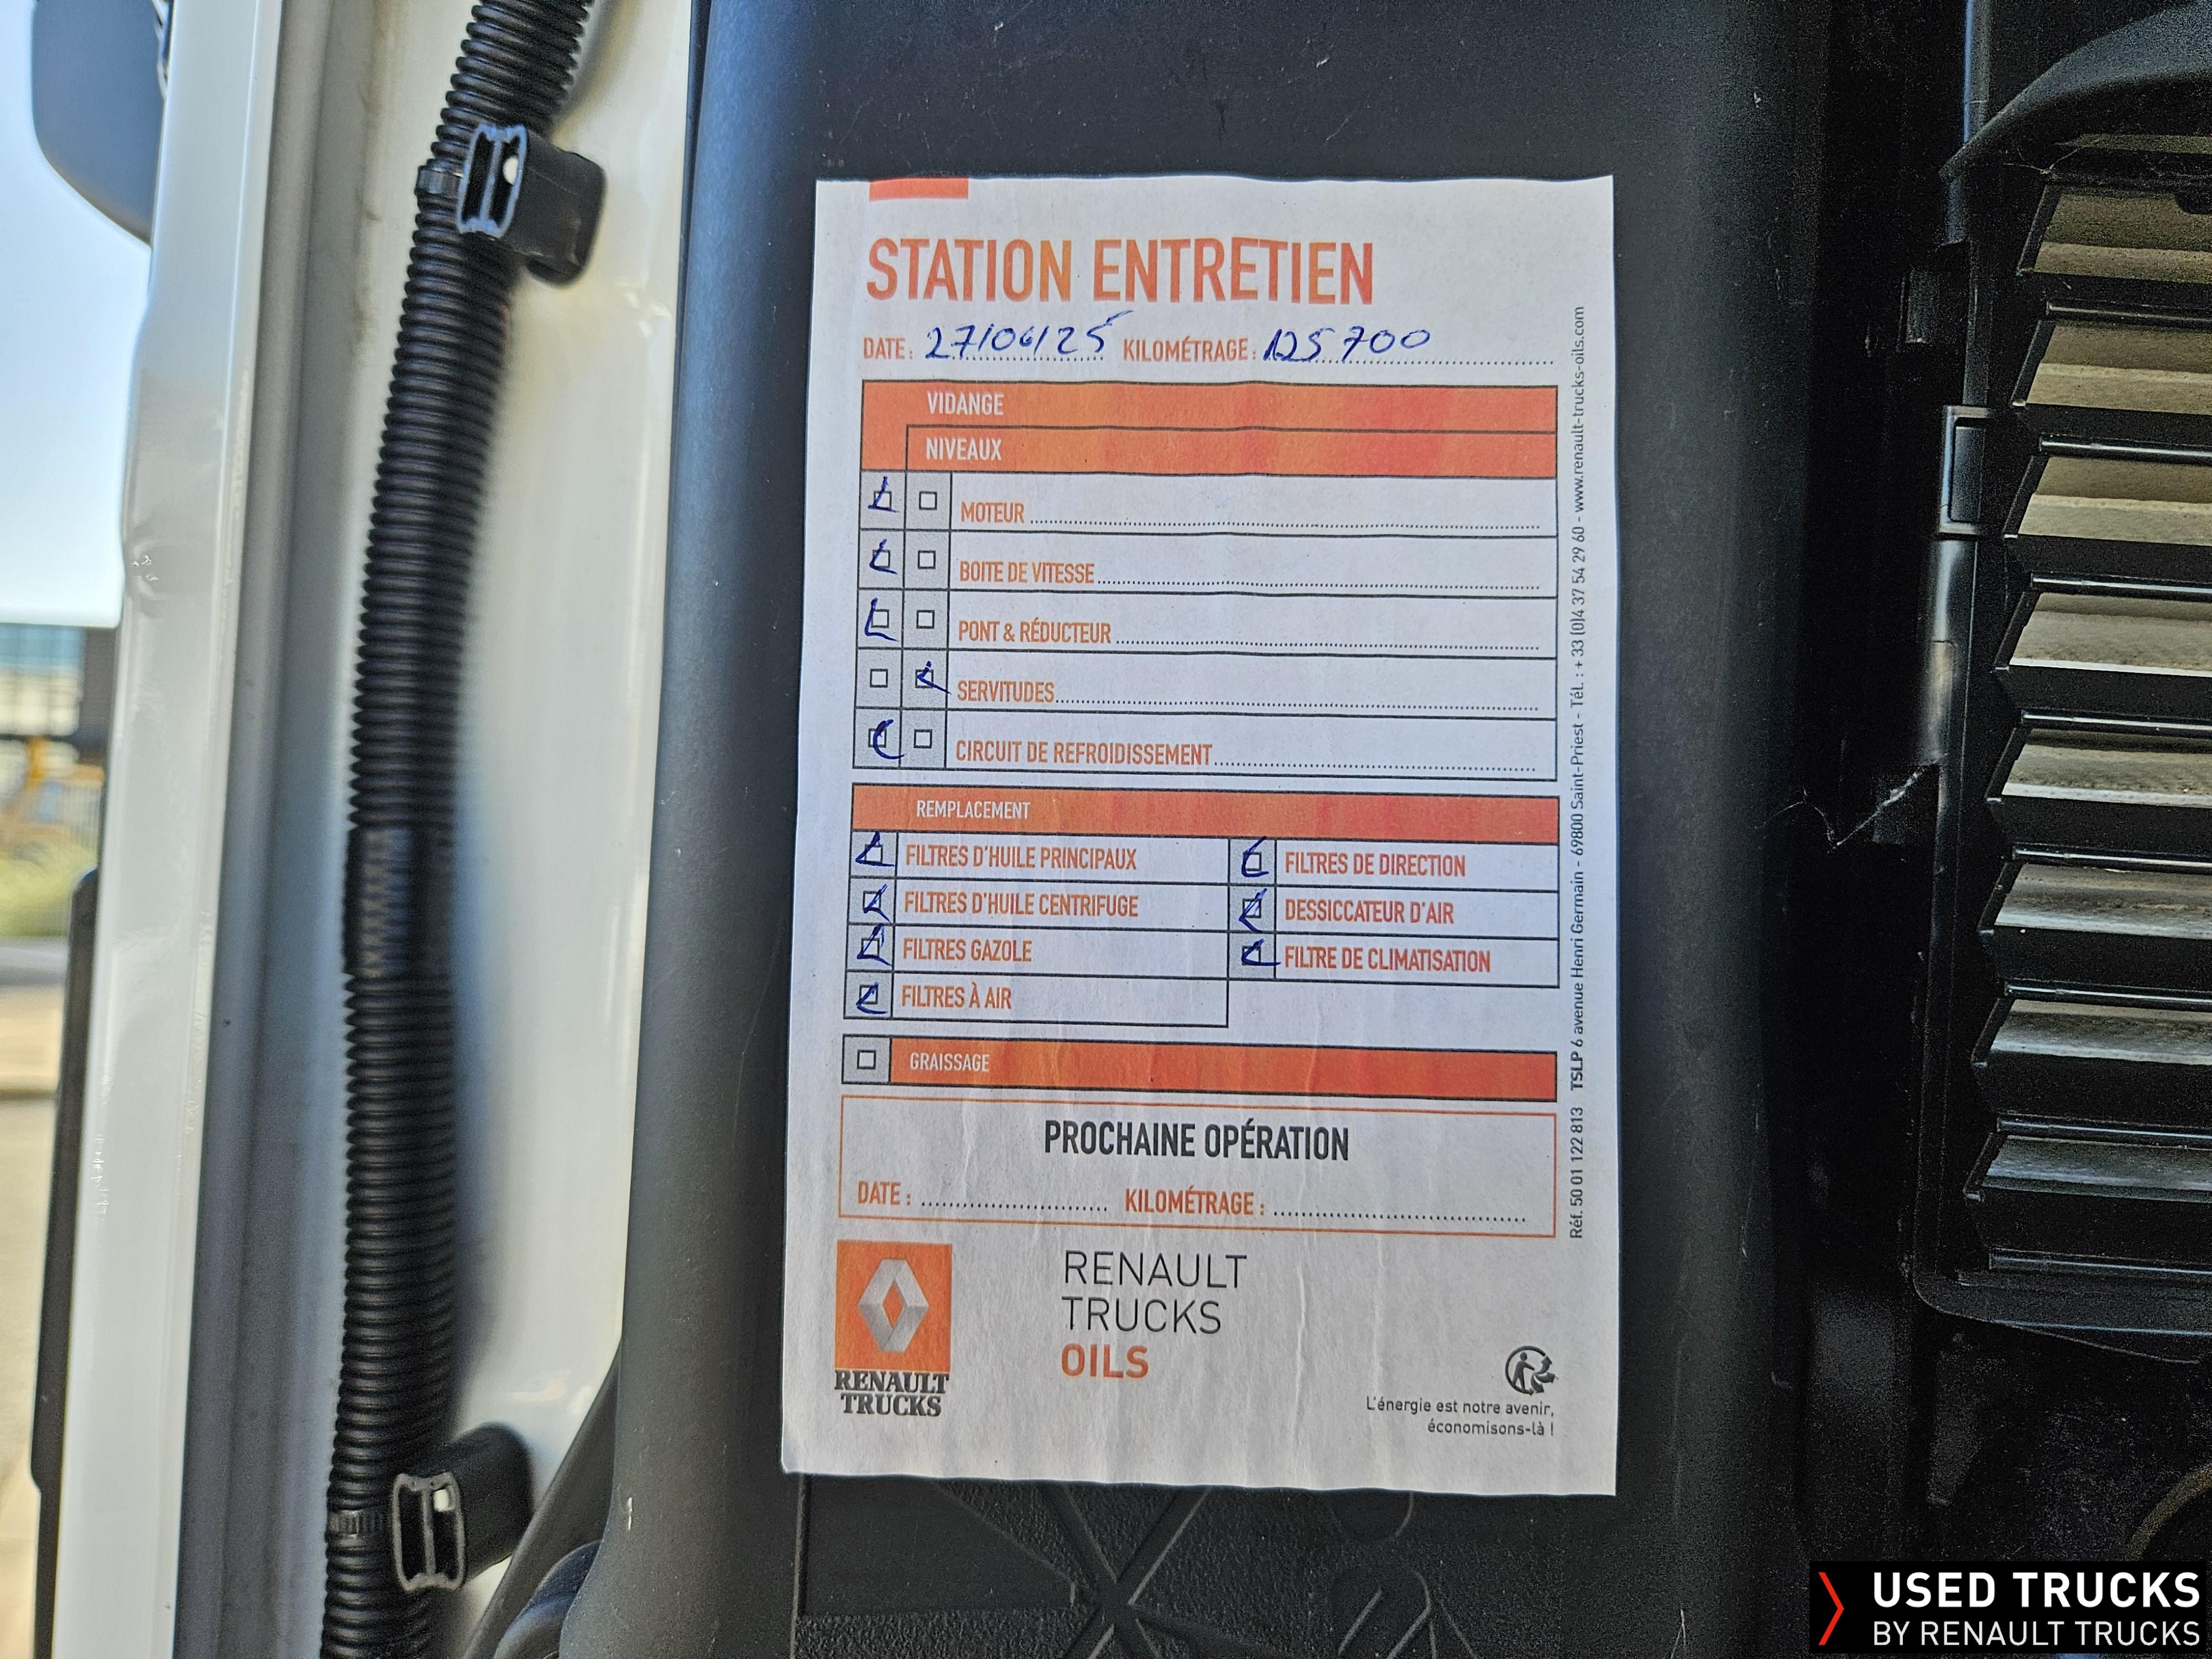 STATION ENTRETIEN
DATE : 27/06/25 KILOMÉTRAGE : 125 700
VIDANGE
NIVEAUX
MOTEUR
BOITE DE VITESSE
PONT & RÉDUCTEUR
SERVITUDES
CIRCUIT DE REFROIDISSEMENT
REMPLACEMENT
FILTRES D'HUILE PRINCIPAUX
FILTRES DE DIRECTION
FILTRES D'HUILE CENTRIFUGE
DESSICCATEUR D'AIR
FILTRES GAZOLE
FILTRE DE CLIMATISATION
FILTRES À AIR
GRAISSAGE
PROCHAINE OPÉRATION
DATE : KILOMÉTRAGE :
RENAULT
TRUCKS
RENAULT
TRUCKS
OILS
L'énergie est notre avenir,
économisons-là !
Réf. 50 01 122 813 TSLP 6 avenue Henri Germain - 69800 Saint-Priest - Tél. : + 33 (0)4 37 54 29 60 - www.renault-trucks-oils.com
USED TRUCKS
BY RENAULT TRUCKS